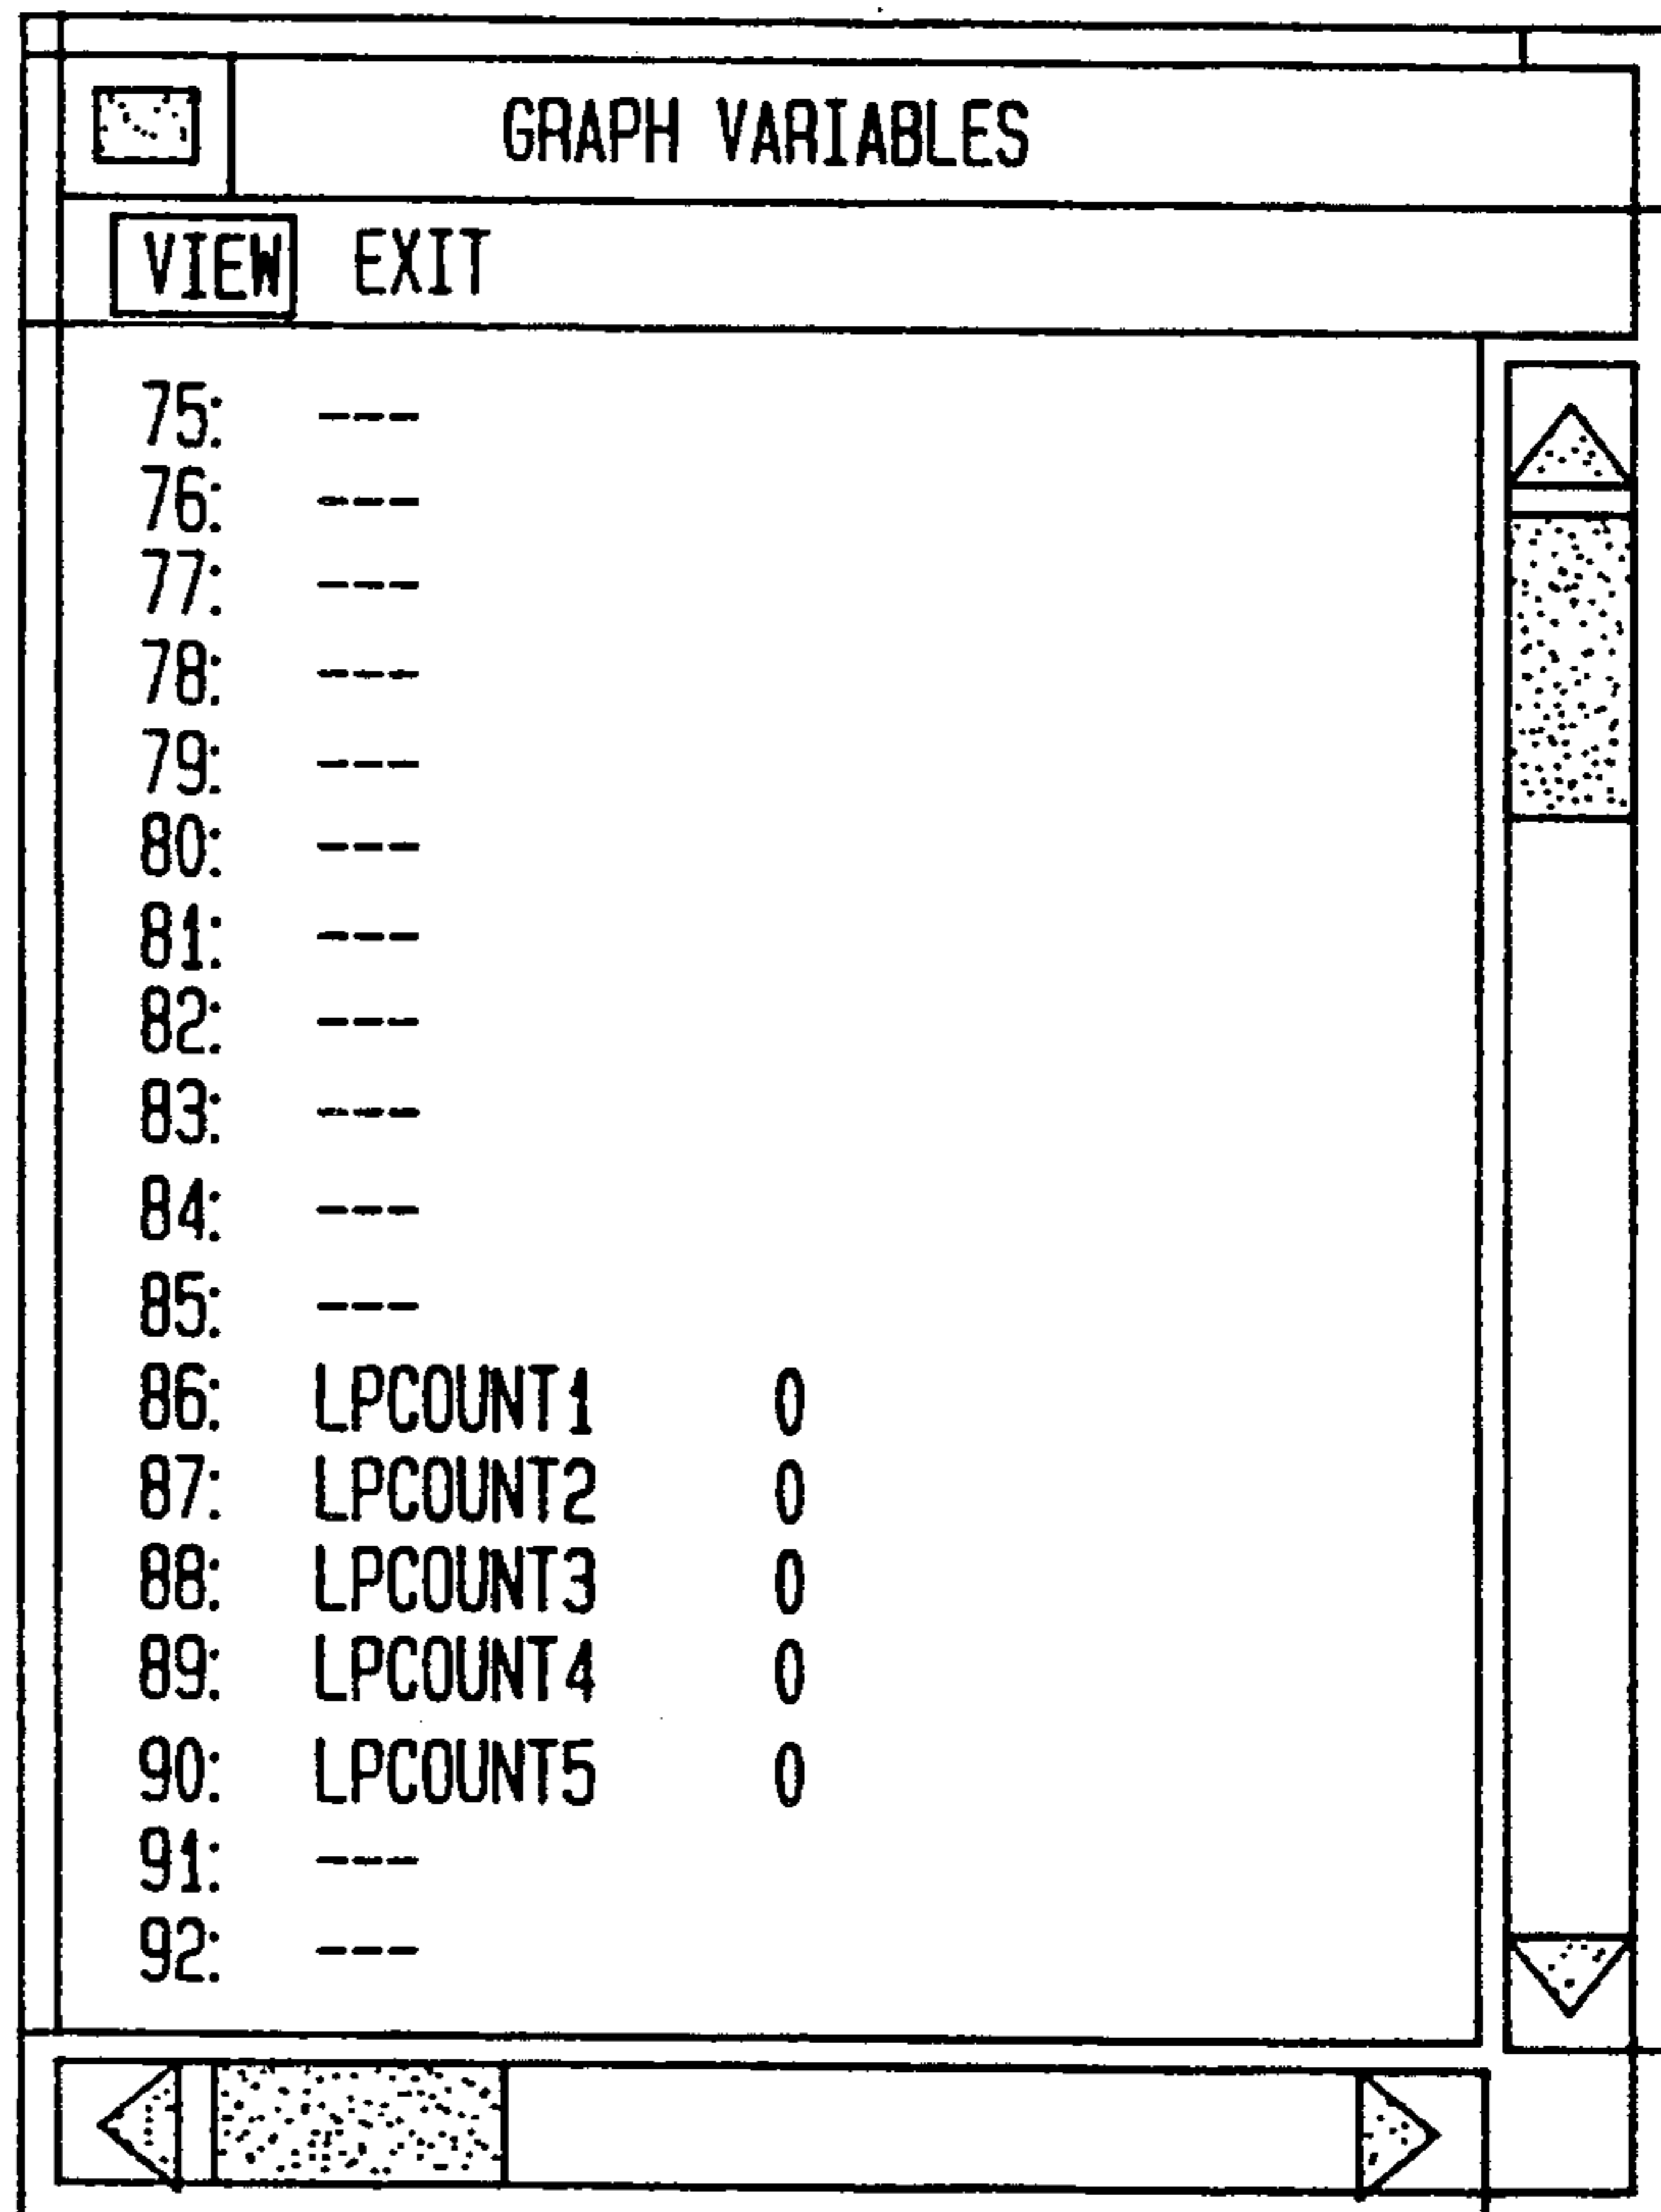 GRAPH VARIABLES
VIEW EXIT
75: ---
76: ---
77: ---
78: ---
79: ---
80: ---
81: ---
82: ---
83: ---
84: ---
85: ---
86: LPCOUNT1 0
87: LPCOUNT2 0
88: LPCOUNT3 0
89: LPCOUNT4 0
90: LPCOUNT5 0
91: ---
92: ---